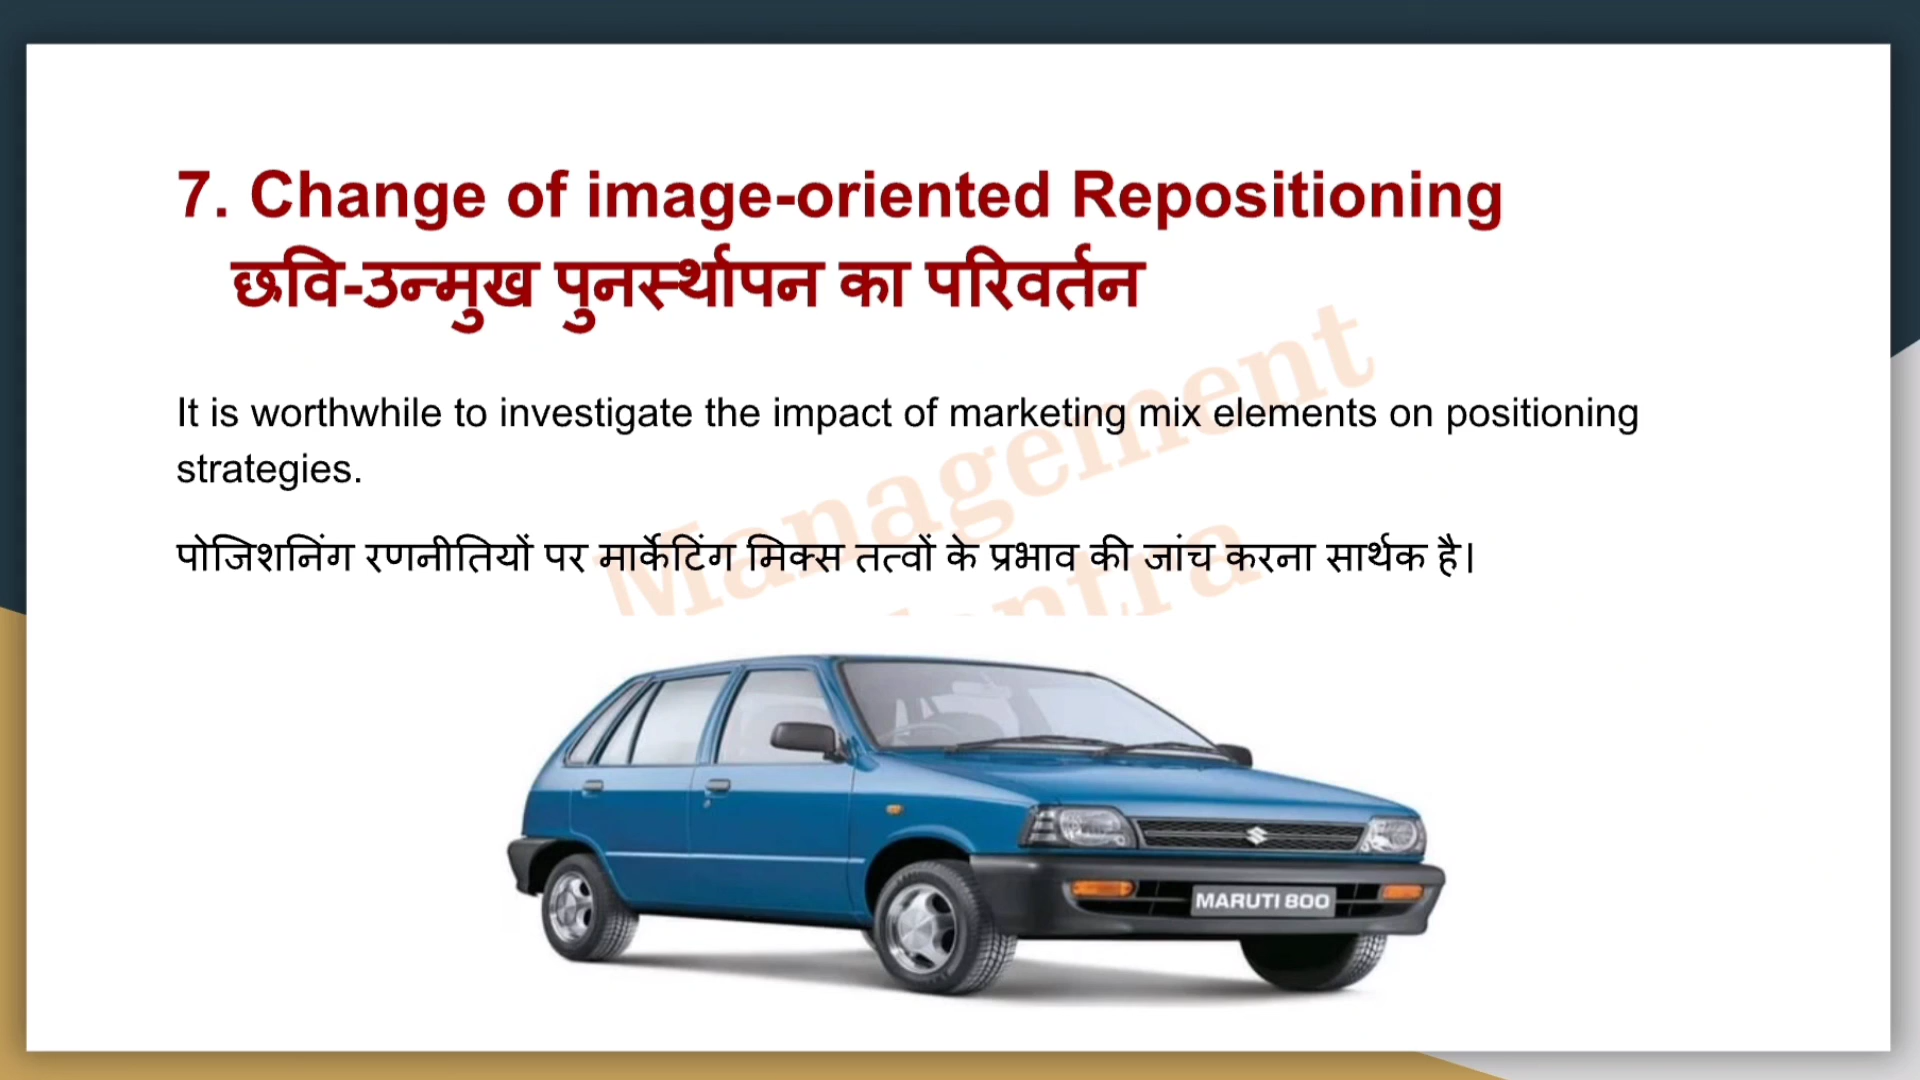 7. Change of image-oriented Repositioning
छवि-उन्मुख पुनर्स्थापन का परिवर्तन
It is worthwhile to investigate the impact of marketing mix elements on positioning
strategies.
पोजिशनिंग रणनीतियों पर मार्केटिंग मिक्स तत्वों के प्रभाव की जांच करना सार्थक है।
Management
MARUTI 800